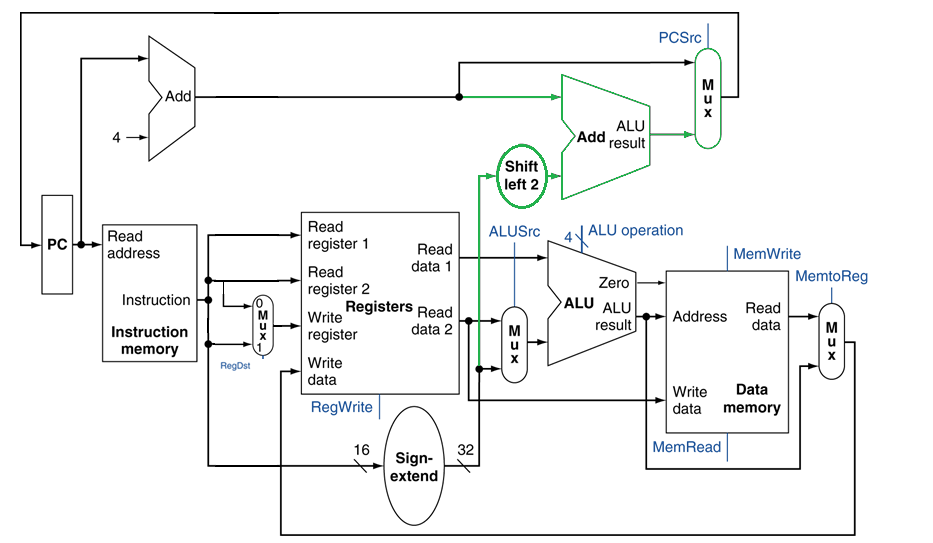 PCSrc
M
u
x
Add
4
Add
ALU
result
Shift
left 2
PC
Read
address
Instruction
Instruction
memory
Read
register 1
Read
register 2
Registers
Write
register
Write
data
Read
data 1
Read
data 2
0
M
u
x
1
RegDst
RegWrite
ALUSrc
M
u
x
4
ALU operation
Zero
ALU
ALU
result
MemWrite
Address
Read
data
Write
data
Data
memory
MemRead
MemtoReg
M
u
x
16
Sign-
extend
32